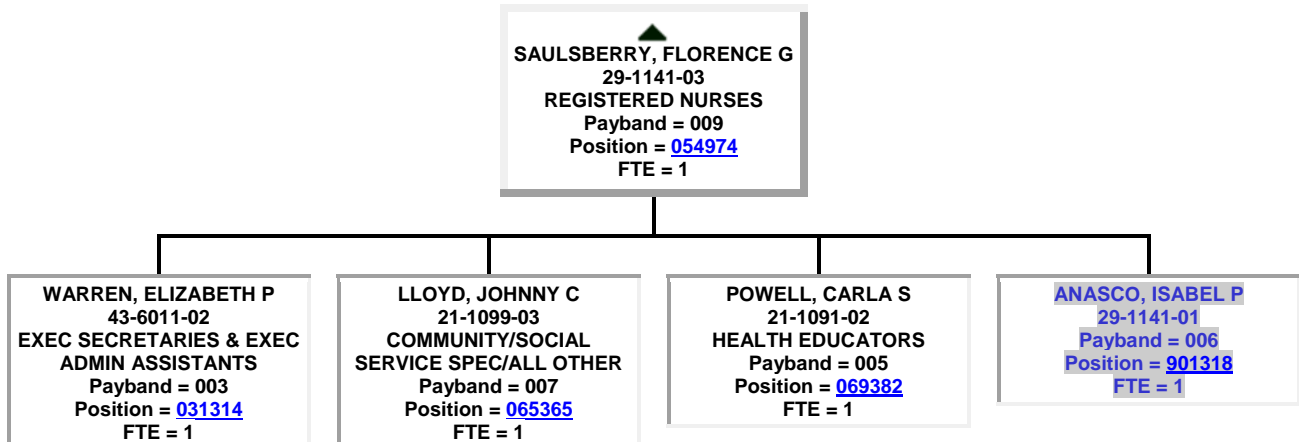 SAULSBERRY, FLORENCE G
29-1141-03
REGISTERED NURSES
Payband = 009
Position = 054974
FTE = 1
WARREN, ELIZABETH P
43-6011-02
EXEC SECRETARIES & EXEC
ADMIN ASSISTANTS
Payband = 003
Position = 031314
FTE = 1
LLOYD, JOHNNY C
21-1099-03
COMMUNITY/SOCIAL
SERVICE SPEC/ALL OTHER
Payband = 007
Position = 065365
FTE = 1
POWELL, CARLA S
21-1091-02
HEALTH EDUCATORS
Payband = 005
Position = 069382
FTE = 1
ANASCO, ISABEL P
29-1141-01
Payband = 006
Position = 901318
FTE = 1